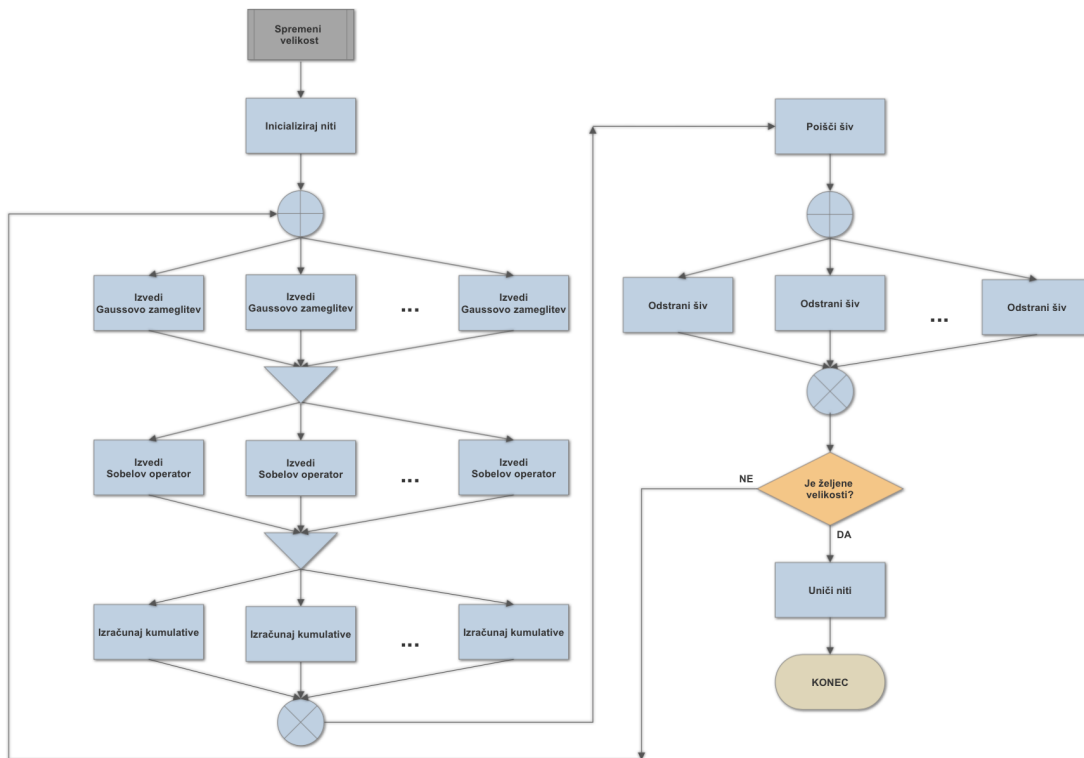 Spremeni
velikost
Inicializiraj niti
Izvedi
Gaussovo zameglitev
Izvedi
Gaussovo zameglitev
...
Izvedi
Gaussovo zameglitev
Izvedi
Sobelov operator
Izvedi
Sobelov operator
...
Izvedi
Sobelov operator
Izračunaj kumulative
Izračunaj kumulative
...
Izračunaj kumulative
Poišči šiv
Odstrani šiv
Odstrani šiv
...
Odstrani šiv
Je željene
velikosti?
NE
DA
Uniči niti
KONEC